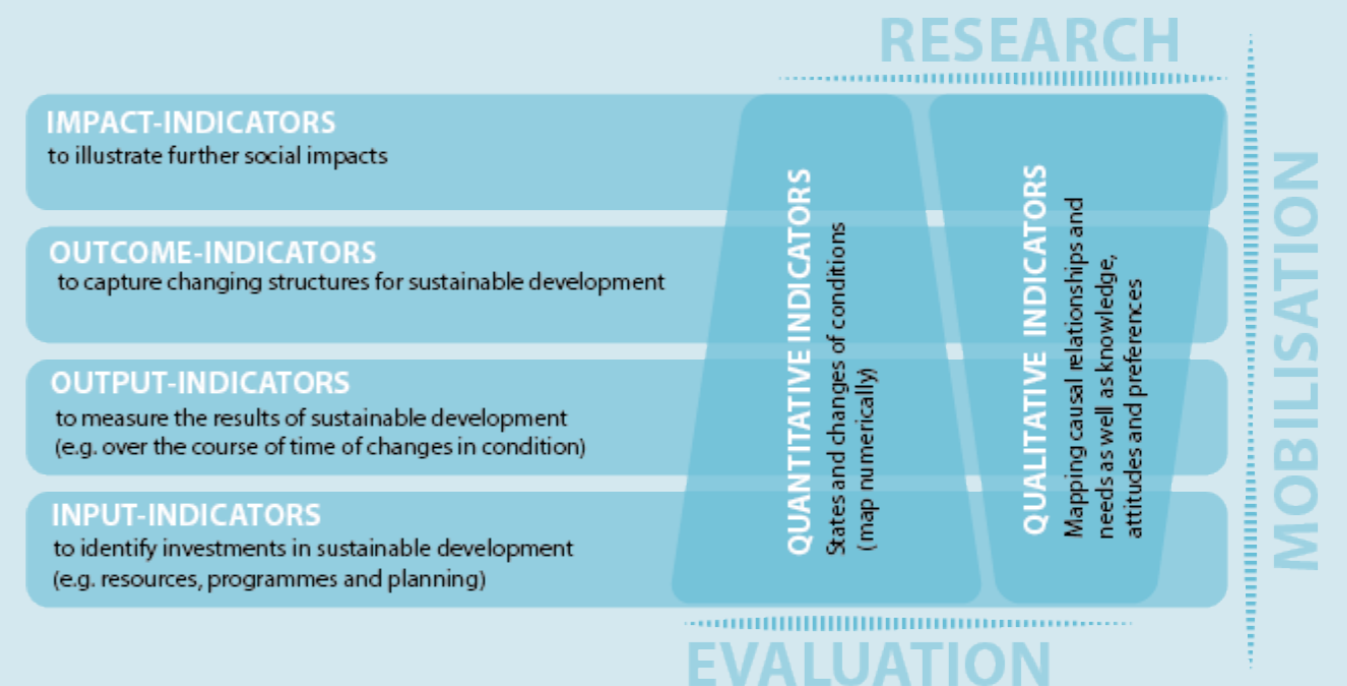 RESEARCH
IMPACT-INDICATORS
to illustrate further social impacts
OUTCOME-INDICATORS
to capture changing structures for sustainable development
OUTPUT-INDICATORS
to measure the results of sustainable development
(e.g. over the course of time of changes in condition)
INPUT-INDICATORS
to identify investments in sustainable development
(e.g. resources, programmes and planning)
QUANTITATIVE INDICATORS
States and changes of conditions
(map numerically)
QUALITATIVE INDICATORS
Mapping causal relationships and
needs as well as knowledge,
attitudes and preferences
MOBILISATION
EVALUATION